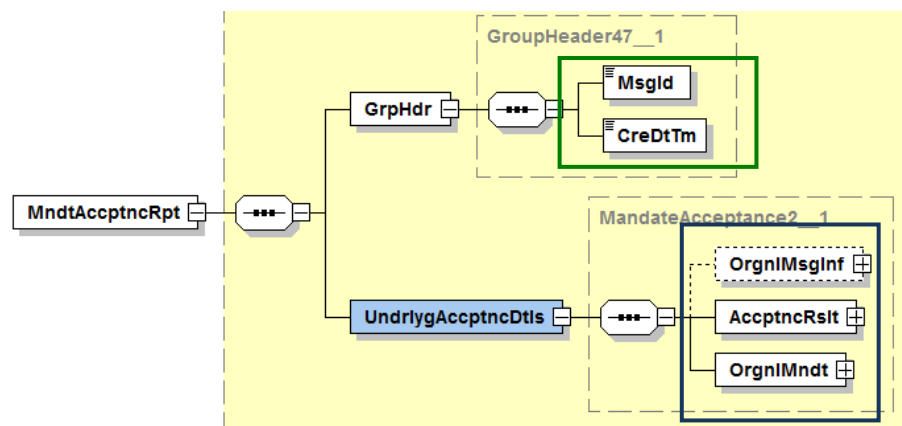 GroupHeader47__1
MsgId
GrpHdr
CreDtTm
MndtAccptncRpt
MandateAcceptance2__1
OrgnlMsgInf
UndrlygAccptncDtls
AccptncRslt
OrgnlMndt